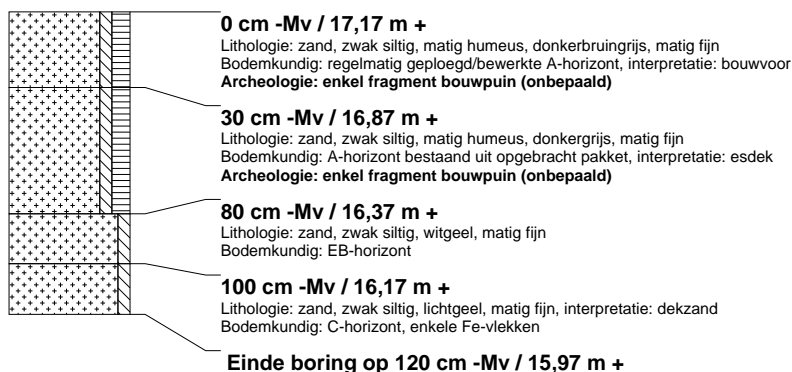 0 cm -Mv / 17,17 m +
Lithologie: zand, zwak siltig, matig humeus, donkerbruingrijs, matig fijn
Bodemkundig: regelmatig geploegd/bewerkte A-horizont, interpretatie: bouwvoor
Archeologie: enkel fragment bouwpuin (onbepaald)
30 cm -Mv / 16,87 m +
Lithologie: zand, zwak siltig, matig humeus, donkergrijs, matig fijn
Bodemkundig: A-horizont bestaand uit opgebracht pakket, interpretatie: esdek
Archeologie: enkel fragment bouwpuin (onbepaald)
80 cm -Mv / 16,37 m +
Lithologie: zand, zwak siltig, witgeel, matig fijn
Bodemkundig: EB-horizont
100 cm -Mv / 16,17 m +
Lithologie: zand, zwak siltig, lichtgeel, matig fijn, interpretatie: dekzand
Bodemkundig: C-horizont, enkele Fe-vlekken
Einde boring op 120 cm -Mv / 15,97 m +